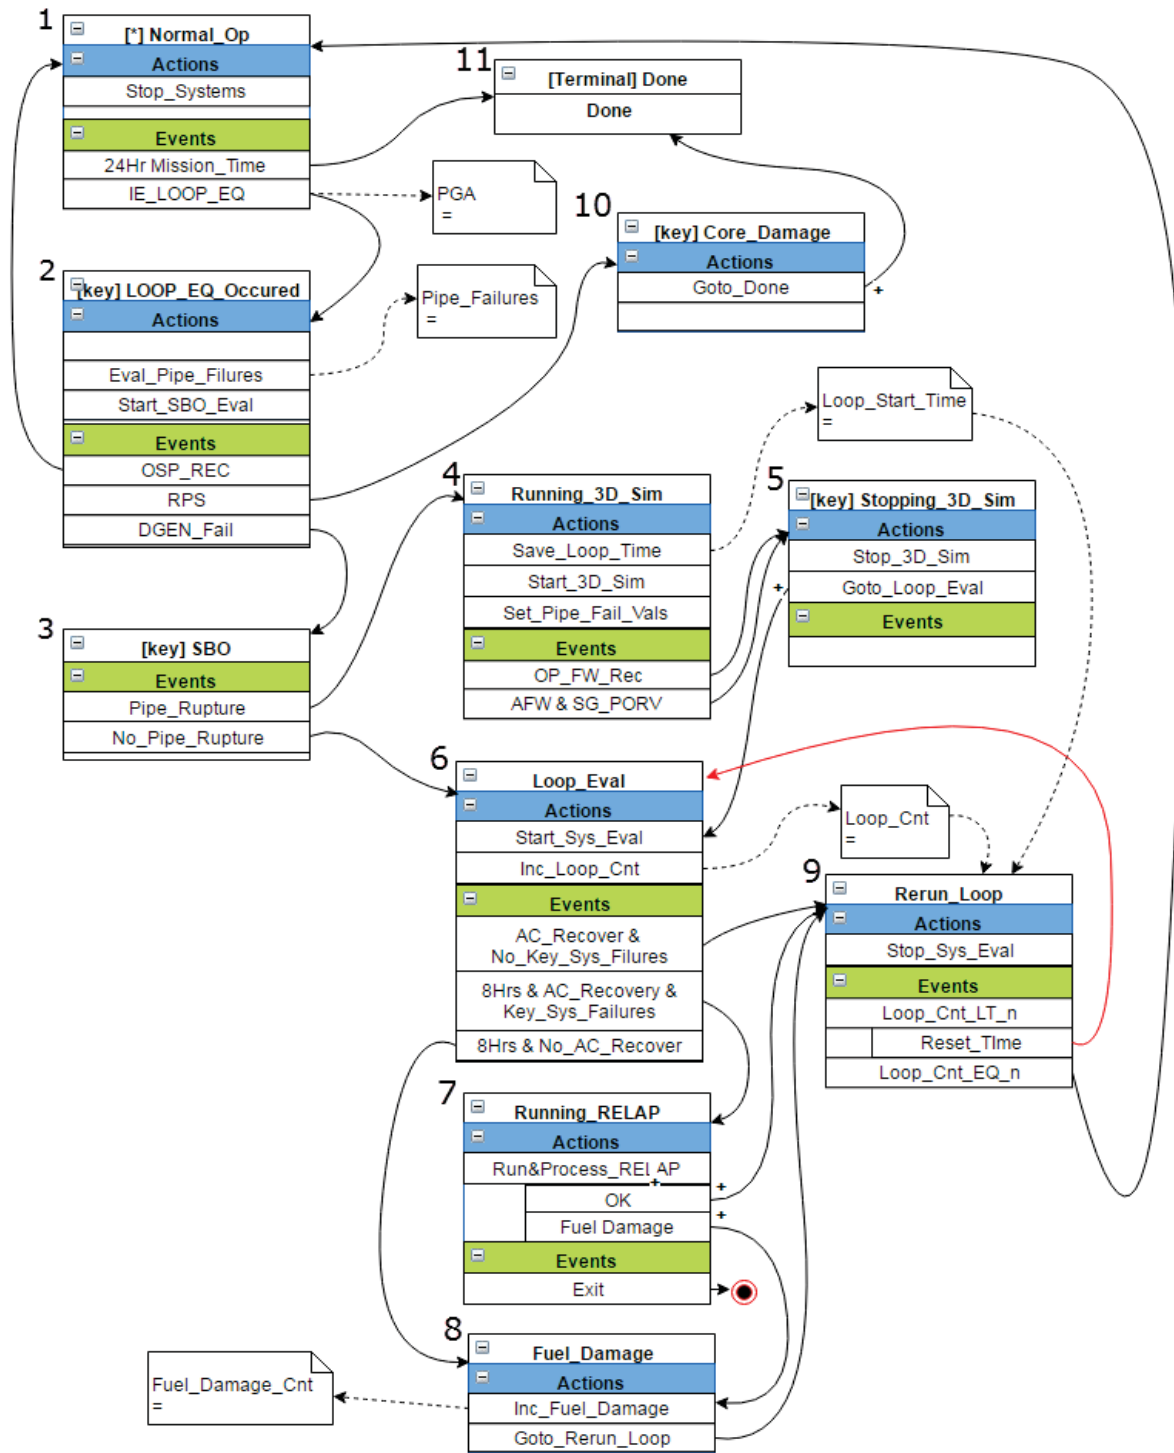 1
[*] Normal_Op
Actions
Stop_Systems
Events
24Hr Mission_Time
IE_LOOP_EQ
11
[Terminal] Done
Done
PGA
=
10
[key] Core_Damage
Actions
Goto_Done
+
2
[key] LOOP_EQ_Occured
Actions
Eval_Pipe_Filures
Start_SBO_Eval
Events
OSP_REC
RPS
DGEN_Fail
Pipe_Failures
=
Loop_Start_Time
=
3
[key] SBO
Events
Pipe_Rupture
No_Pipe_Rupture
4
Running_3D_Sim
Actions
Save_Loop_Time
Start_3D_Sim
Set_Pipe_Fail_Vals
Events
OP_FW_Rec
AFW & SG_PORV
5
[key] Stopping_3D_Sim
Actions
Stop_3D_Sim
+
Goto_Loop_Eval
Events
6
Loop_Eval
Actions
Start_Sys_Eval
Inc_Loop_Cnt
Events
AC_Recover &
No_Key_Sys_Filures
8Hrs & AC_Recovery &
Key_Sys_Failures
8Hrs & No_AC_Recover
Loop_Cnt
=
9
Rerun_Loop
Actions
Stop_Sys_Eval
Events
Loop_Cnt_LT_n
Reset_TIme
Loop_Cnt_EQ_n
7
Running_RELAP
Actions
Run&Process_RELAP
+
OK
+
Fuel Damage
+
Events
Exit
8
Fuel_Damage
Actions
Inc_Fuel_Damage
Goto_Rerun_Loop
Fuel_Damage_Cnt
=